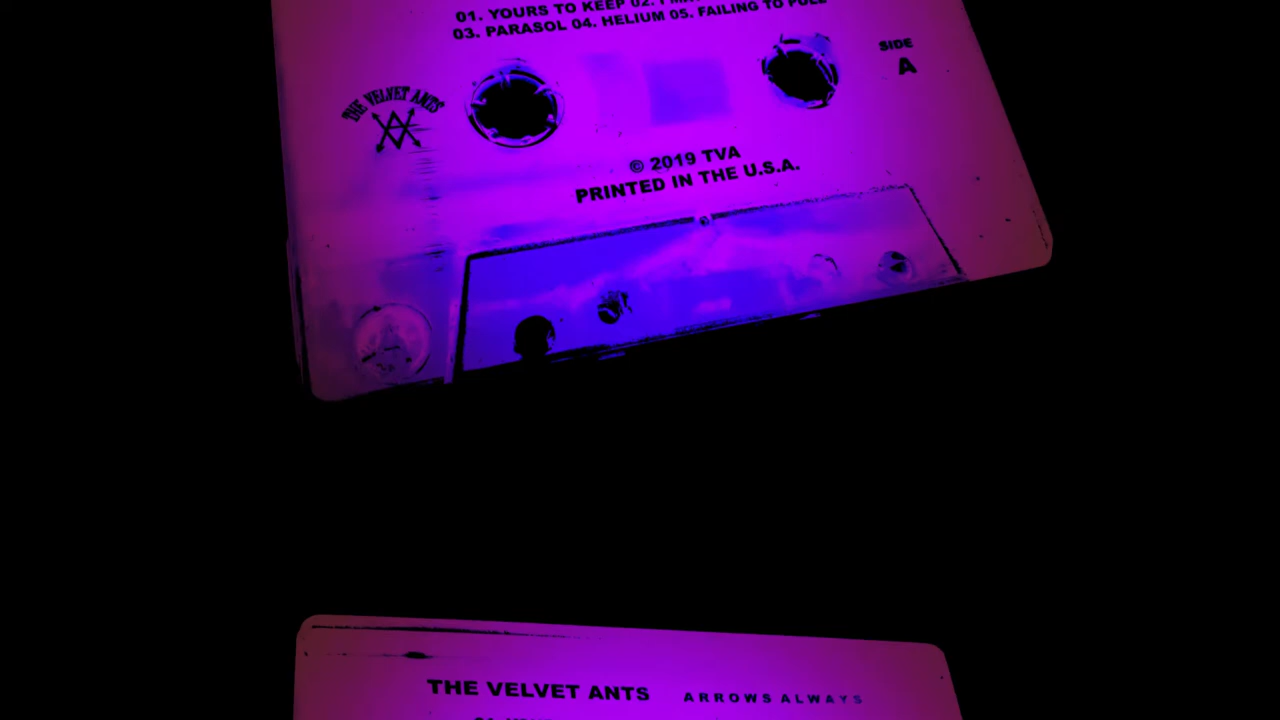 01. YOURS TO KEEP 02. I
03. PARASOL 04. HELIUM 05. FAILING TO PULL
SIDE
A
THE VELVET ANTS
© 2019 TVA
PRINTED IN THE U.S.A.
THE VELVET ANTS ARROWS ALWAYS